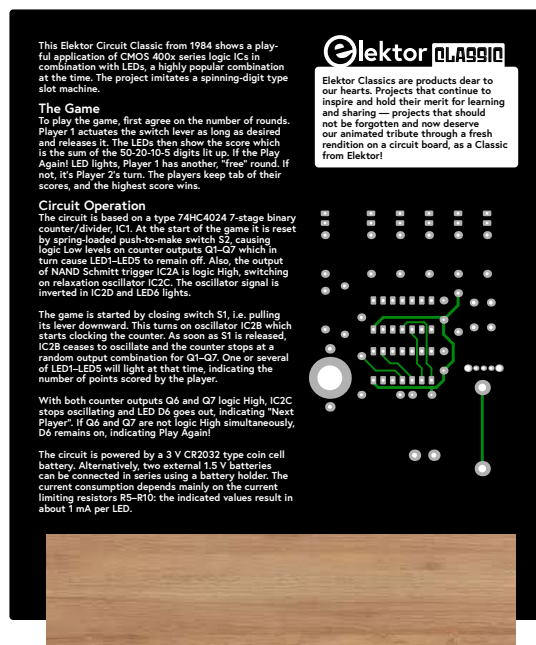 This Elektor Circuit Classic from 1984 shows a play-
ful application of CMOS 400x series logic ICs in
combination with LEDs, a highly popular combination
at the time. The project imitates a spinning-digit type
slot machine.
The Game
To play the game, first agree on the number of rounds.
Player 1 actuates the switch lever as long as desired
and releases it. The LEDs then show the score which
is the sum of the 50-20-10-5 digits lit up. If the Play
Again! LED lights, Player 1 has another, "free" round. If
not, it's Player 2's turn. The players keep tab of their
scores, and the highest score wins.
Circuit Operation
The circuit is based on a type 74HC4024 7-stage binary
counter/divider, IC1. At the start of the game it is reset
by spring-loaded push-to-make switch S2, causing
logic Low levels on counter outputs Q1–Q7 which in
turn cause LED1–LED5 to remain off. Also, the output
of NAND Schmitt trigger IC2A is logic High, switching
on relaxation oscillator IC2C. The oscillator signal is
inverted in IC2D and LED6 lights.
The game is started by closing switch S1, i.e. pulling
its lever downward. This turns on oscillator IC2B which
starts clocking the counter. As soon as S1 is released,
IC2B ceases to oscillate and the counter stops at a
random output combination for Q1–Q7. One or several
of LED1–LED5 will light at that time, indicating the
number of points scored by the player.
With both counter outputs Q6 and Q7 logic High, IC2C
stops oscillating and LED D6 goes out, indicating "Next
Player". If Q6 and Q7 are not logic High simultaneously,
D6 remains on, indicating Play Again!
The circuit is powered by a 3 V CR2032 type coin cell
battery. Alternatively, two external 1.5 V batteries
can be connected in series using a battery holder. The
current consumption depends mainly on the current
limiting resistors R5–R10: the indicated values result in
about 1 mA per LED.
elektor CLASSIC
Elektor Classics are products dear to
our hearts. Projects that continue to
inspire and hold their merit for learning
and sharing — projects that should
not be forgotten and now deserve
our animated tribute through a fresh
rendition on a circuit board, as a Classic
from Elektor!